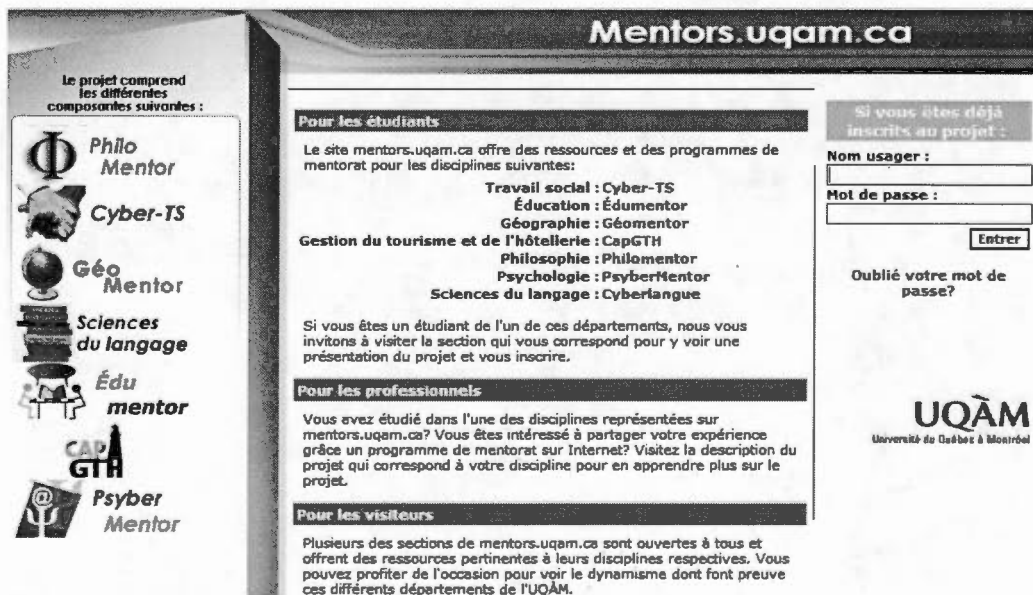 Mentors.uqam.ca
Le projet comprend
les différentes
composantes suivantes :
Philo
Mentor
Cyber-TS
Géo
Mentor
Sciences
du langage
Édu
mentor
CAP
GTH
Psyber
Mentor
Pour les étudiants
Le site mentors.uqam.ca offre des ressources et des programmes de
mentorat pour les disciplines suivantes:
Travail social : Cyber-TS
Éducation : Édumentor
Géographie : Géomentor
Gestion du tourisme et de l'hôtellerie : CapGTH
Philosophie : Philomentor
Psychologie : PsyberMentor
Sciences du langage : Cyberlangue
Si vous êtes un étudiant de l'un de ces départements, nous vous
invitons à visiter la section qui vous correspond pour y voir une
présentation du projet et vous inscrire.
Pour les professionnels
Vous avez étudié dans l'une des disciplines représentées sur
mentors.uqam.ca? Vous êtes intéressé à partager votre expérience
grâce un programme de mentorat sur Internet? Visitez la description du
projet qui correspond à votre discipline pour en apprendre plus sur le
projet.
Pour les visiteurs
Plusieurs des sections de mentors.uqam.ca sont ouvertes à tous et
offrent des ressources pertinentes à leurs disciplines respectives. Vous
pouvez profiter de l'occasion pour voir le dynamisme dont font preuve
ces différents départements de l'UQÀM.
Si vous êtes déjà
inscrits au projet :
Nom usager :
Mot de passe :
Entrer
Oublié votre mot de
passe?
UQÀM
Université du Québec à Montréal